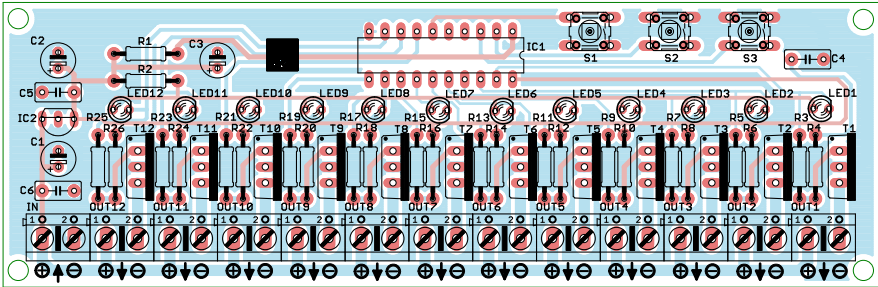 C2 R1 C3 IC1 S1 S2 S3 C4
R2
C5 LED12 LED11 LED10 LED9 LED8 LED7 LED6 LED5 LED4 LED3 LED2 LED1
IC2 R25 R23 R21 R19 R17 R15 R13 R11 R9 R7 R5 R3
R26 T12 R24 T11 R22 T10 R20 T9 R18 T8 R16 T7 R14 T6 R12 T5 R10 T4 R8 T3 R6 T2 R4 T1
C1
C6
IN OUT12 OUT11 OUT10 OUT9 OUT8 OUT7 OUT6 OUT5 OUT4 OUT3 OUT2 OUT1
1 2 1 2 1 2 1 2 1 2 1 2 1 2 1 2 1 2 1 2 1 2 1 2 1 2